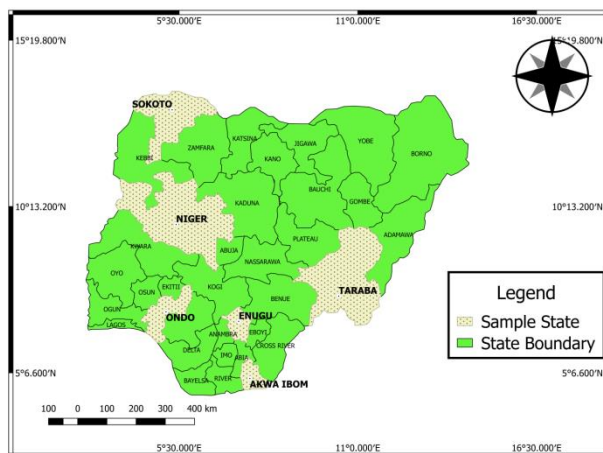 5°30.000'E 11°0.000'E 16°30.000'E
15°19.800'N 15°19.800'N
SOKOTO
KATSINA
JIGAWA
YOBE
BORNO
KEBBI
ZAMFARA
KANO
BAUCHI
GOMBE
10°13.200'N 10°13.200'N
NIGER
KADUNA
ADAMAWA
PLATEAU
KWARA
ABUJA
NASSARAWA
OYO
TARABA
OSUN
EKITII
KOGI
BENUE
OGUN
LAGOS
ONDO
ENUGU
ANAMBRA
EBOYI
CROSS RIVER
DELTA
IMO
ABIA
BAYELSA
RIVER
AKWA IBOM
Legend
Sample State
State Boundary
5°6.600'N 5°6.600'N
100 0 100 200 300 400 km
5°30.000'E 11°0.000'E 16°30.000'E